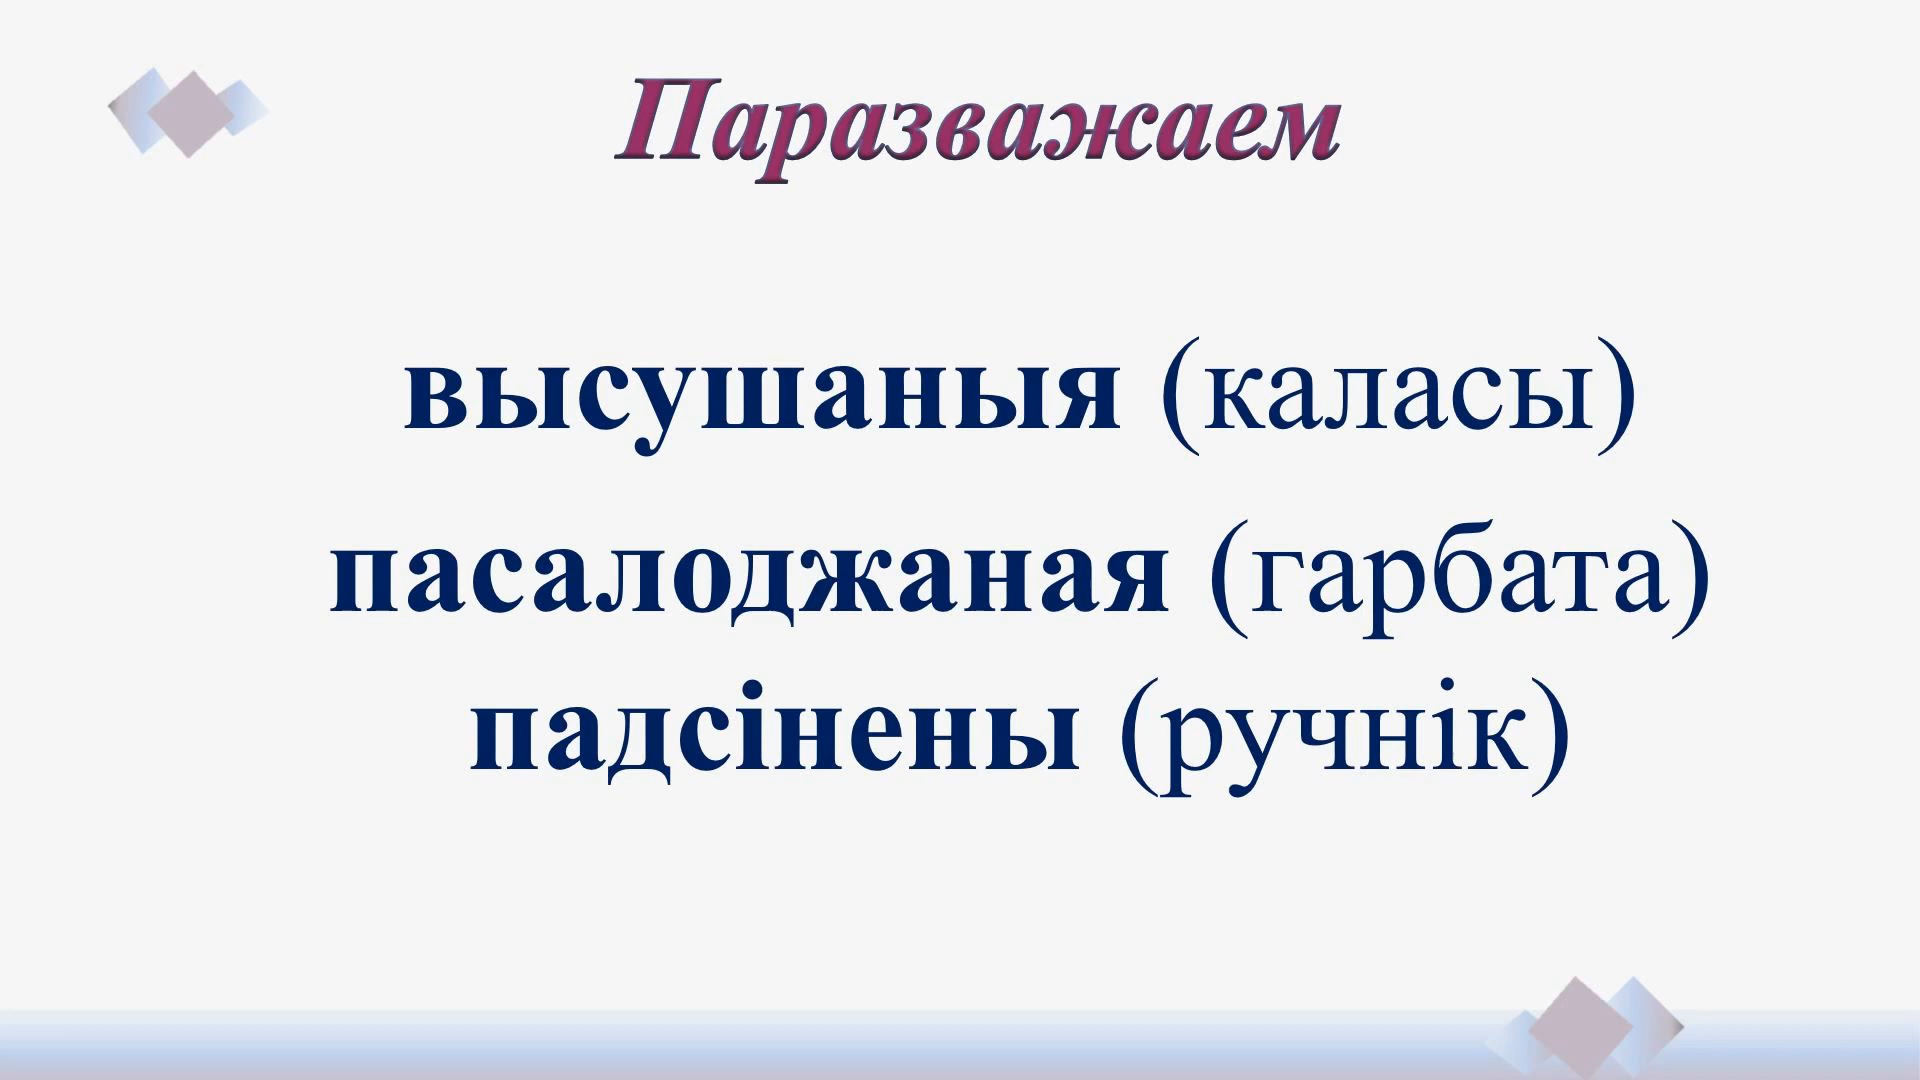 Паразважаем
высушаныя (каласы)
пасалоджаная (гарбата)
падсінены (ручнік)